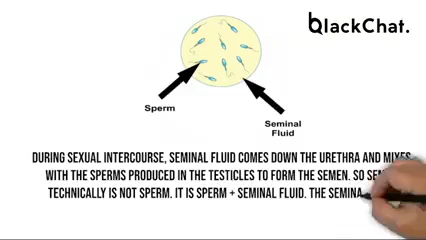 blackChat.
Sperm
Seminal
Fluid
DURING SEXUAL INTERCOURSE, SEMINAL FLUID COMES DOWN THE URETHRA AND MIXES
WITH THE SPERMS PRODUCED IN THE TESTICLES TO FORM THE SEMEN. SO
TECHNICALLY IS NOT SPERM. IT IS SPERM + SEMINAL FLUID. THE